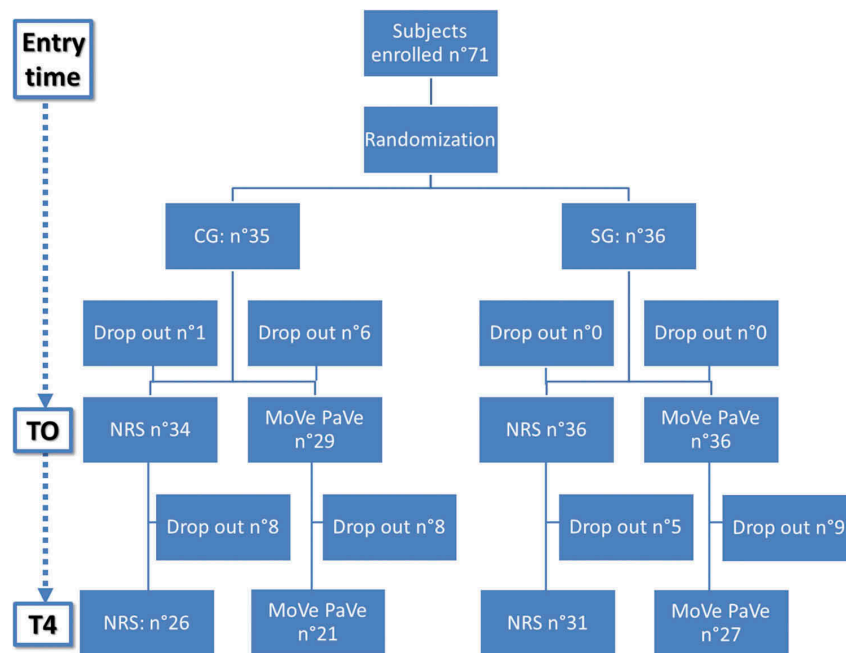 Entry
time
Subjects
enrolled n°71
Randomization
CG: n°35
SG: n°36
Drop out n°1
Drop out n°6
Drop out n°0
Drop out n°0
TO
NRS n°34
MoVe PaVe
n°29
NRS n°36
MoVe PaVe
n°36
Drop out n°8
Drop out n°8
Drop out n°5
Drop out n°9
T4
NRS: n°26
MoVe PaVe
n°21
NRS n°31
MoVe PaVe
n°27